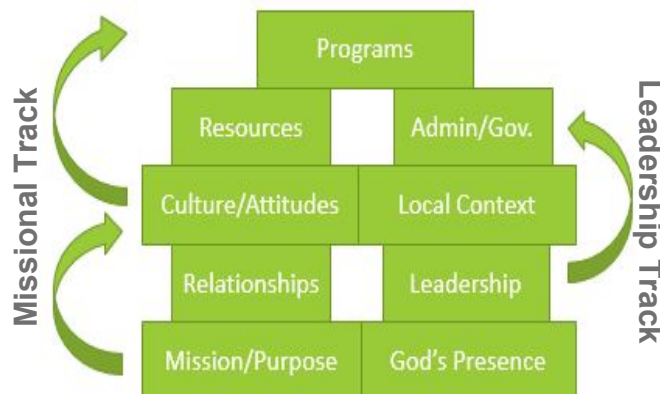 Programs
Resources
Admin/Gov.
Culture/Attitudes
Local Context
Relationships
Leadership
Mission/Purpose
God's Presence
Missional Track
Leadership Track